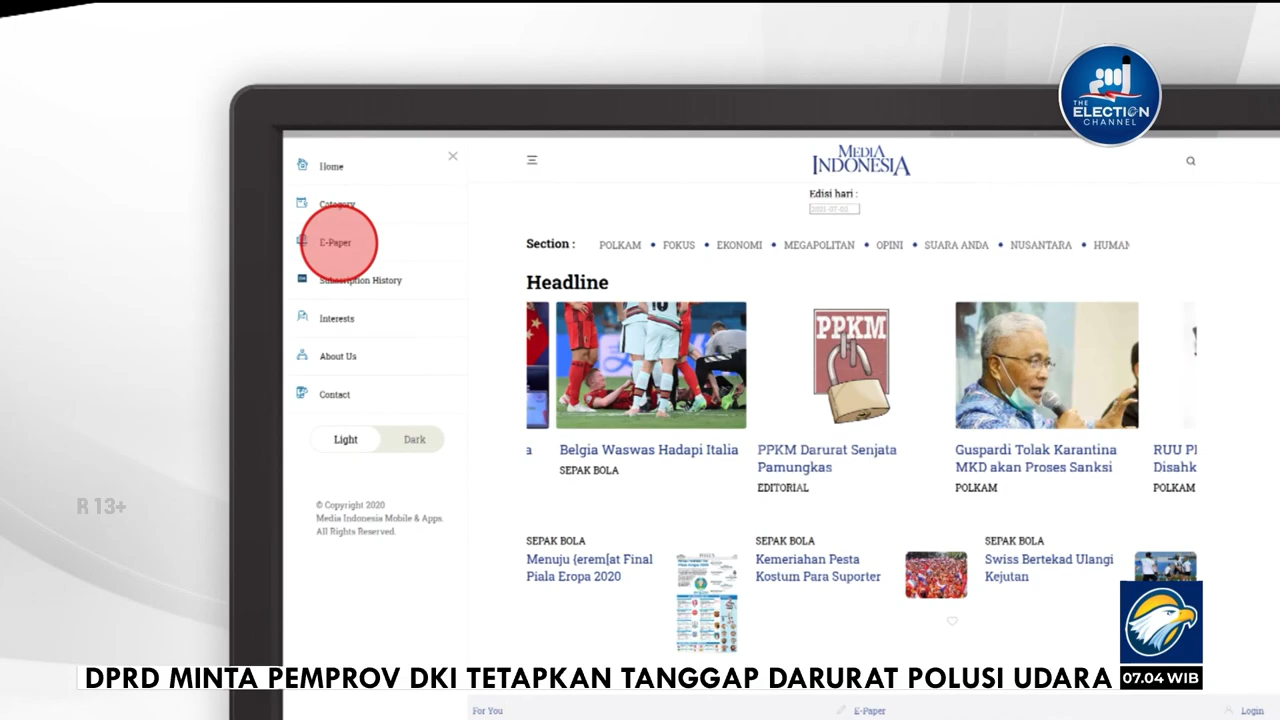 THE
ELECTION
CHANNEL
Home
Category
E-Paper
Subscription History
Interests
About Us
Contact
Light Dark
© Copyright 2020
Media Indonesia Mobile & Apps.
All Rights Reserved.
MEDIA
INDONESIA
Edisi hari :
Section : POLKAM • FOKUS • EKONOMI • MEGAPOLITAN • OPINI • SUARA ANDA • NUSANTARA • HUMAN
Headline
PPKM
a
Belgia Waswas Hadapi Italia
SEPAK BOLA
PPKM Darurat Senjata
Pamungkas
EDITORIAL
Guspardi Tolak Karantina
MKD akan Proses Sanksi
POLKAM
RUU P
Disahk
POLKAM
SEPAK BOLA
Menuju {erem[at Final
Piala Eropa 2020
SEPAK BOLA
Kemeriahan Pesta
Kostum Para Suporter
SEPAK BOLA
Swiss Bertekad Ulangi
Kejutan
R 13+
DPRD MINTA PEMPROV DKI TETAPKAN TANGGAP DARURAT POLUSI UDARA
07.04 WIB
For You E-Paper Login